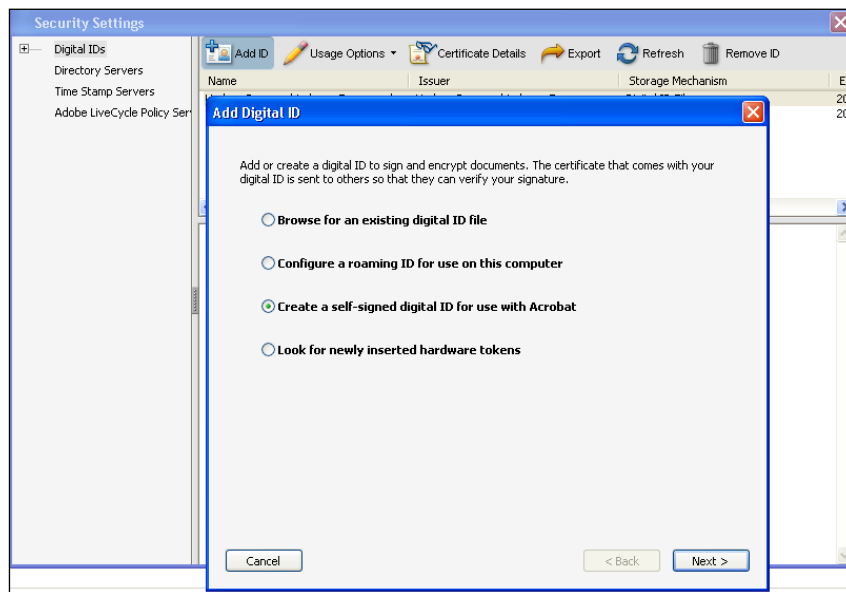 Security Settings
Digital IDs
Directory Servers
Time Stamp Servers
Adobe LiveCycle Policy Ser
Add ID Usage Options Certificate Details Export Refresh Remove ID
Name Issuer Storage Mechanism E
20
20
Add Digital ID
Add or create a digital ID to sign and encrypt documents. The certificate that comes with your
digital ID is sent to others so that they can verify your signature.
Browse for an existing digital ID file
Configure a roaming ID for use on this computer
Create a self-signed digital ID for use with Acrobat
Look for newly inserted hardware tokens
Cancel < Back Next >